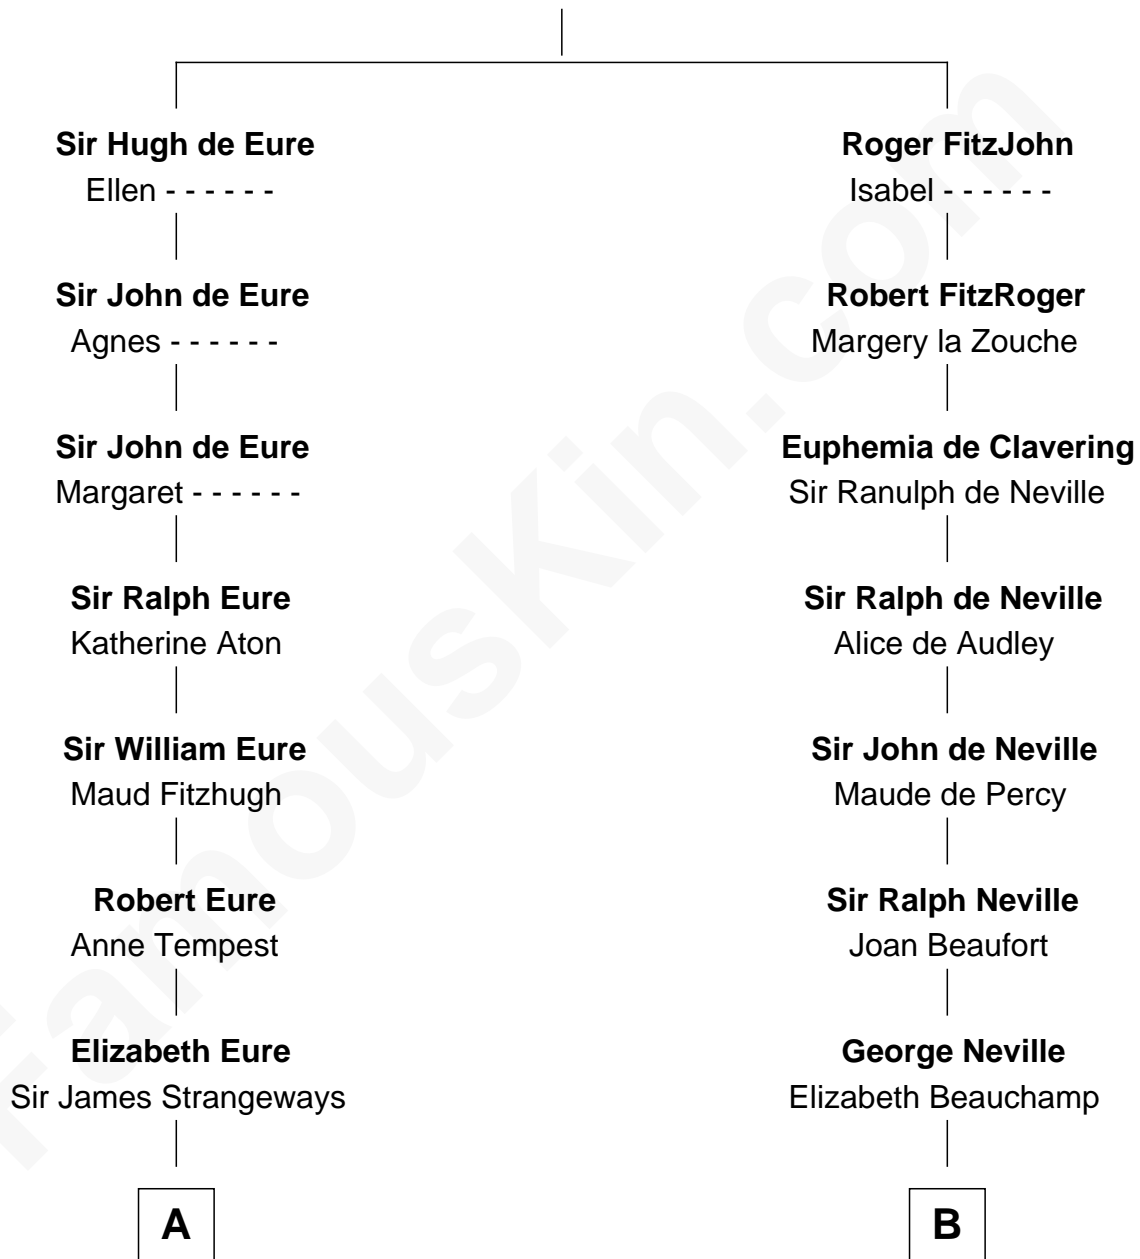 Sir Hugh de Eure
Ellen - - - - - -
Sir John de Eure
Agnes - - - - - -
Sir John de Eure
Margaret - - - - - -
Sir Ralph Eure
Katherine Aton
Sir William Eure
Maud Fitzhugh
Robert Eure
Anne Tempest
Elizabeth Eure
Sir James Strangeways
A
Roger FitzJohn
Isabel - - - - - -
Robert FitzRoger
Margery la Zouche
Euphemia de Clavering
Sir Ranulph de Neville
Sir Ralph de Neville
Alice de Audley
Sir John de Neville
Maude de Percy
Sir Ralph Neville
Joan Beaufort
George Neville
Elizabeth Beauchamp
B
FamousKin.com